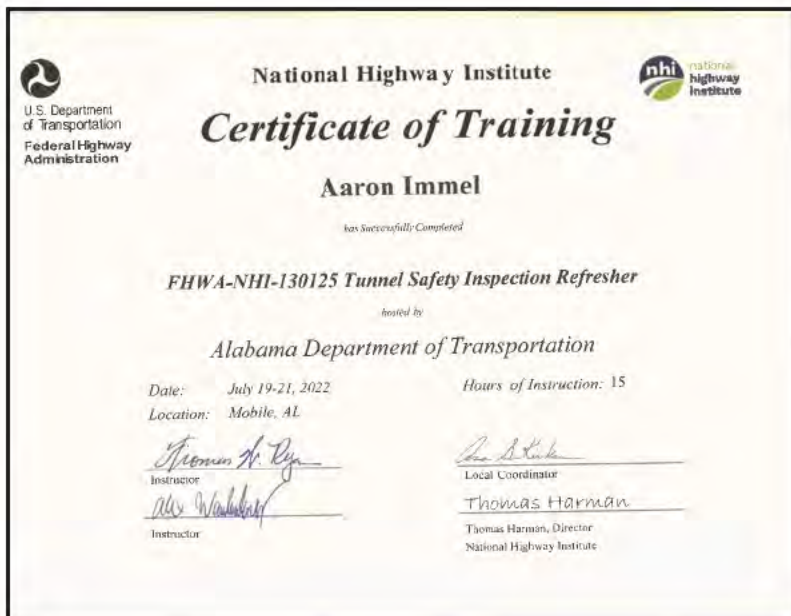 U.S. Department
of Transportation
Federal Highway
Administration
National Highway Institute
nhi national
highway
institute
Certificate of Training
Aaron Immel
has Successfully Completed
FHWA-NHI-130125 Tunnel Safety Inspection Refresher
hosted by
Alabama Department of Transportation
Date: July 19-21, 2022
Location: Mobile, AL
Hours of Instruction: 15
Thomas
Instructor
Alex
Instructor
Local Coordinator
Thomas Harman
Thomas Harman, Director
National Highway Institute